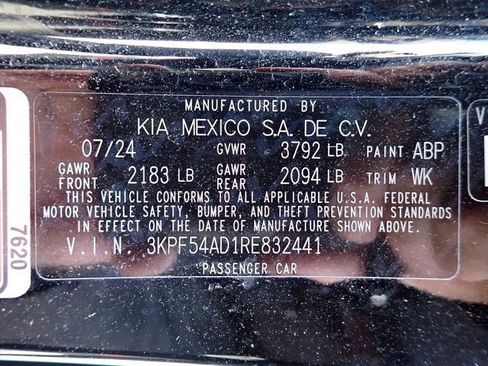 MANUFACTURED BY
KIA MEXICO S.A. DE C.V.
07/24 GVWR 3792 LB PAINT ABP
GAWR FRONT 2183 LB GAWR REAR 2094 LB TRIM WK
THIS VEHICLE CONFORMS TO ALL APPLICABLE U.S.A. FEDERAL
MOTOR VEHICLE SAFETY, BUMPER, AND THEFT PREVENTION STANDARDS
IN EFFECT ON THE DATE OF MANUFACTURE SHOWN ABOVE.
V.I.N. 3KPF54AD1RE832441
PASSENGER CAR
7620
V